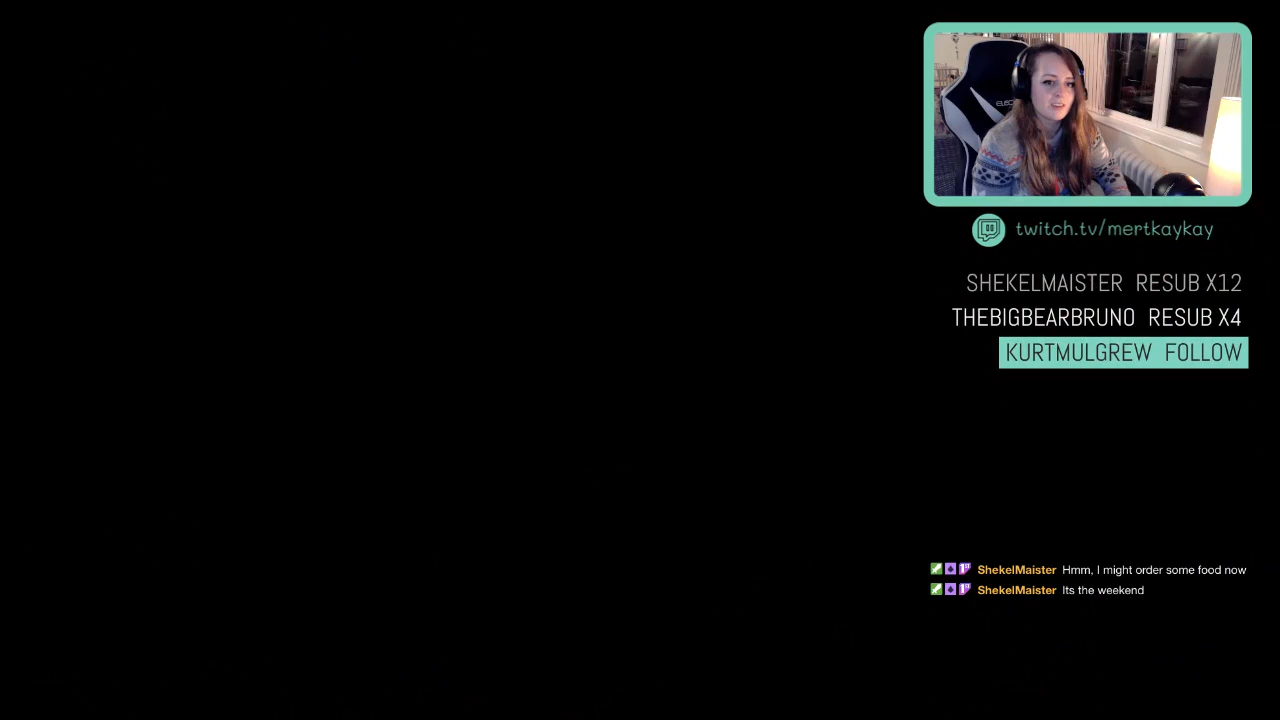 twitch.tv/mertkaykay
SHEKELMAISTER RESUB X12
THEBIGBEARBRUNO RESUB X4
KURTMULGREW FOLLOW
ShekelMaister Hmm, I might order some food now
ShekelMaister Its the weekend